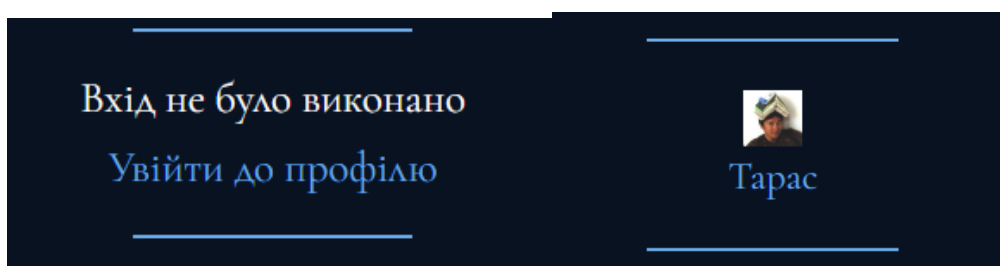 Вхід не було виконано
Увійти до профілю
Тарас